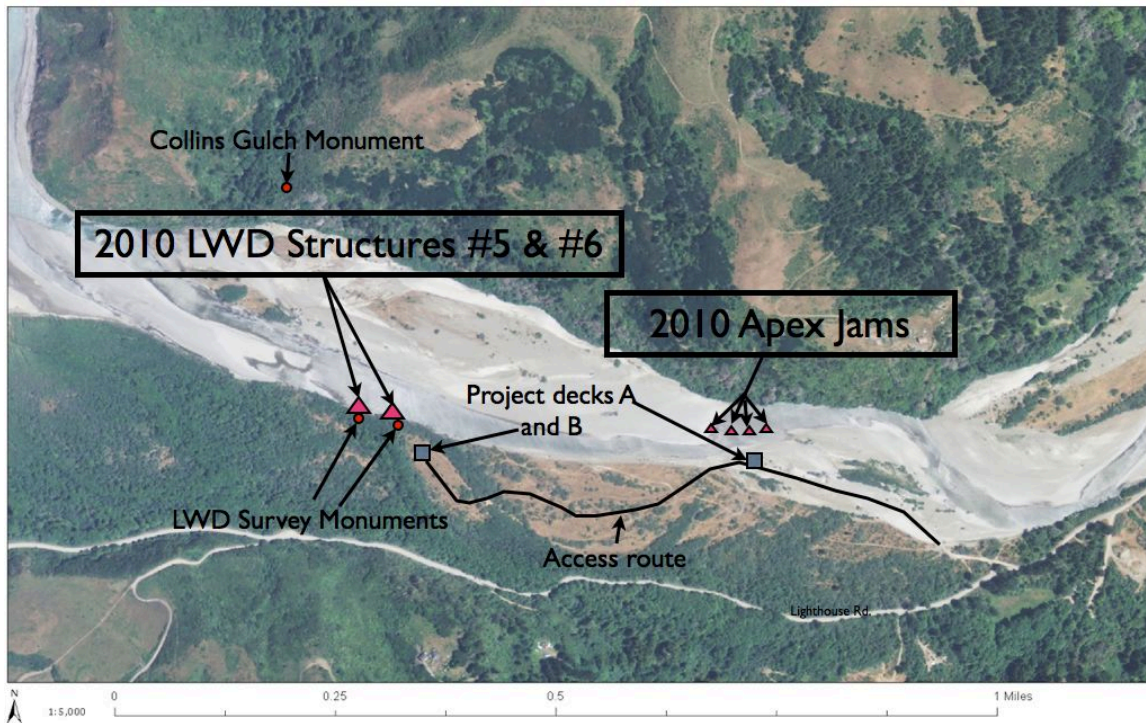 Collins Gulch Monument
2010 LWD Structures #5 & #6
2010 Apex Jams
Project decks A
and B
LWD Survey Monuments
Access route
Lighthouse Rd.
N
1:5,000
0
0.25
0.5
1 Miles